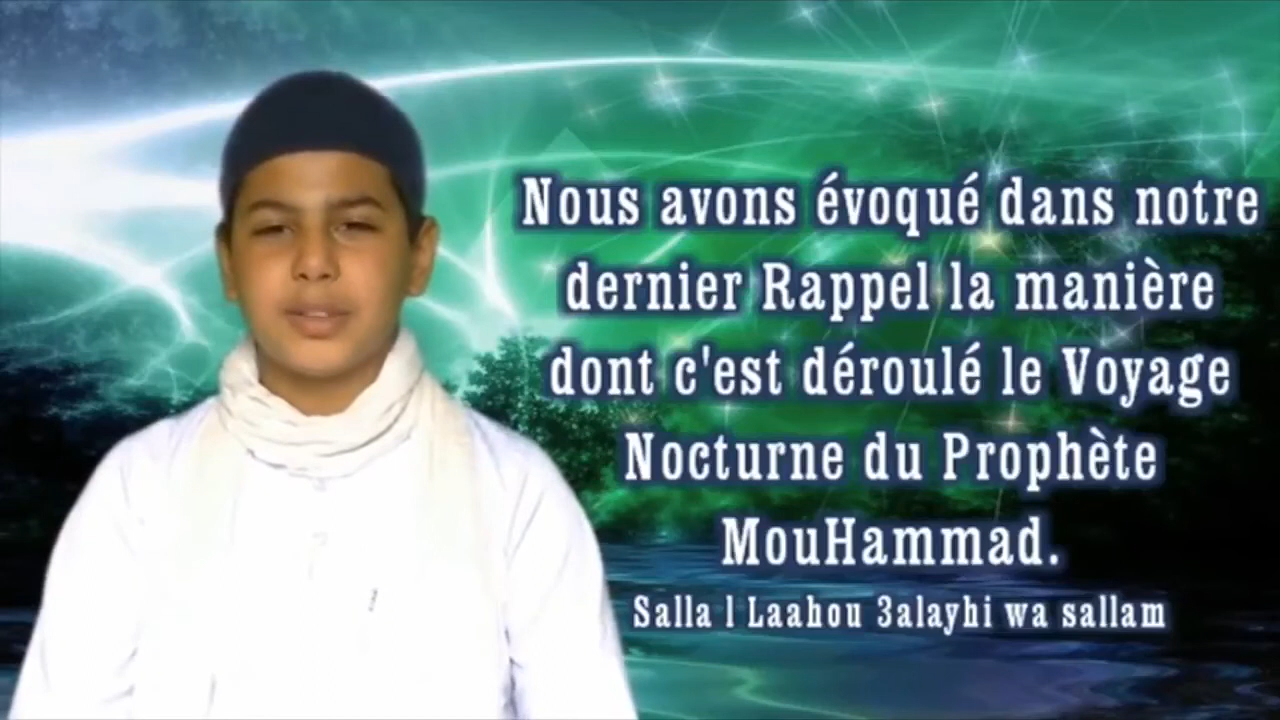 Nous avons évoqué dans notre
dernier Rappel la manière
dont c'est déroulé le Voyage
Nocturne du Prophète
MouHammad.
Salla l Laahou 3alayhi wa sallam